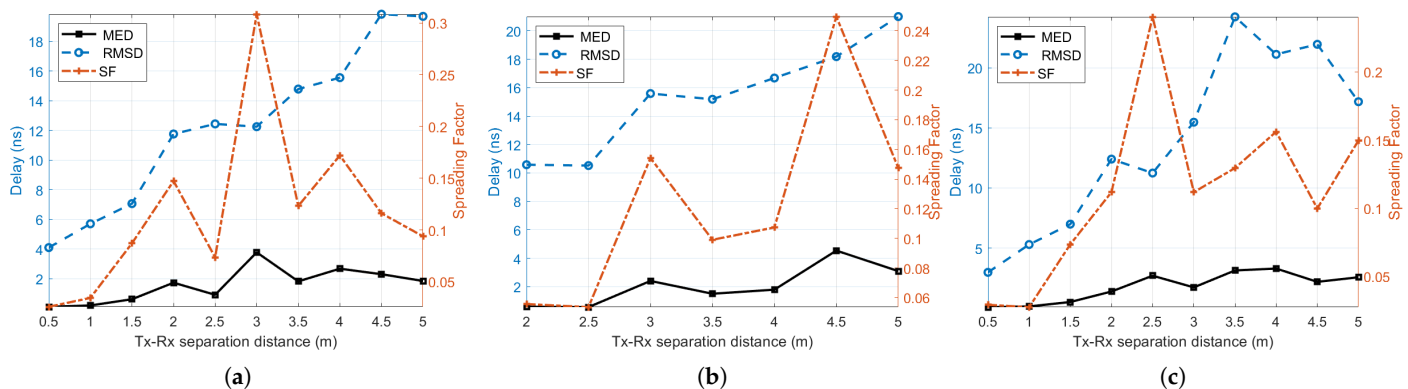 MED
RMSD
SF
Delay (ns)
18
16
14
12
10
8
6
4
2
0.3
0.25
0.2
0.15
0.1
0.05
Spreading Factor
0.5 1 1.5 2 2.5 3 3.5 4 4.5 5
Tx-Rx separation distance (m)
(a)
MED
RMSD
SF
Delay (ns)
20
18
16
14
12
10
8
6
4
2
0.24
0.22
0.2
0.18
0.16
0.14
0.12
0.1
0.08
0.06
Spreading Factor
2 2.5 3 3.5 4 4.5 5
Tx-Rx separation distance (m)
(b)
MED
RMSD
SF
Delay (ns)
20
15
10
5
0.2
0.15
0.1
0.05
Spreading Factor
0.5 1 1.5 2 2.5 3 3.5 4 4.5 5
Tx-Rx separation distance (m)
(c)